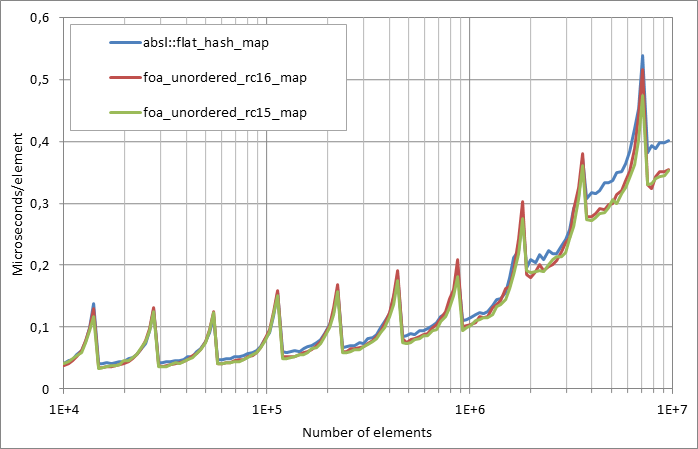 0,6
0,5
0,4
0,3
0,2
0,1
0
Microseconds/element
absl::flat_hash_map
foa_unordered_rc16_map
foa_unordered_rc15_map
1E+4
1E+5
1E+6
1E+7
Number of elements